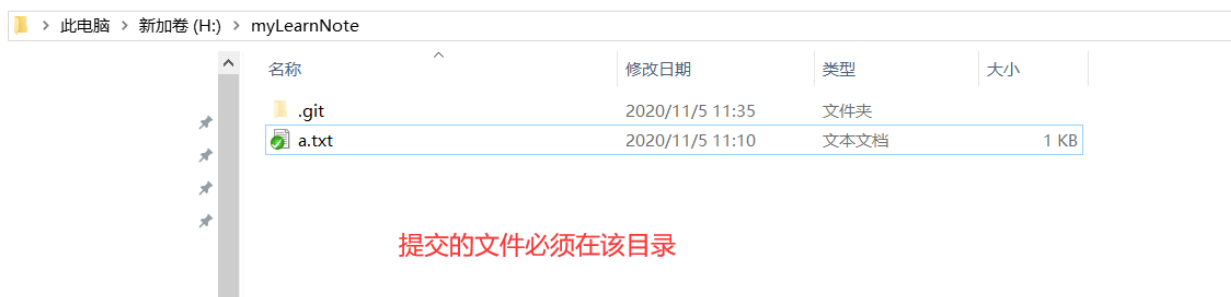 此电脑 > 新加卷 (H:) > myLearnNote
名称 修改日期 类型 大小
.git 2020/11/5 11:35 文件夹
a.txt 2020/11/5 11:10 文本文档 1 KB
提交的文件必须在该目录